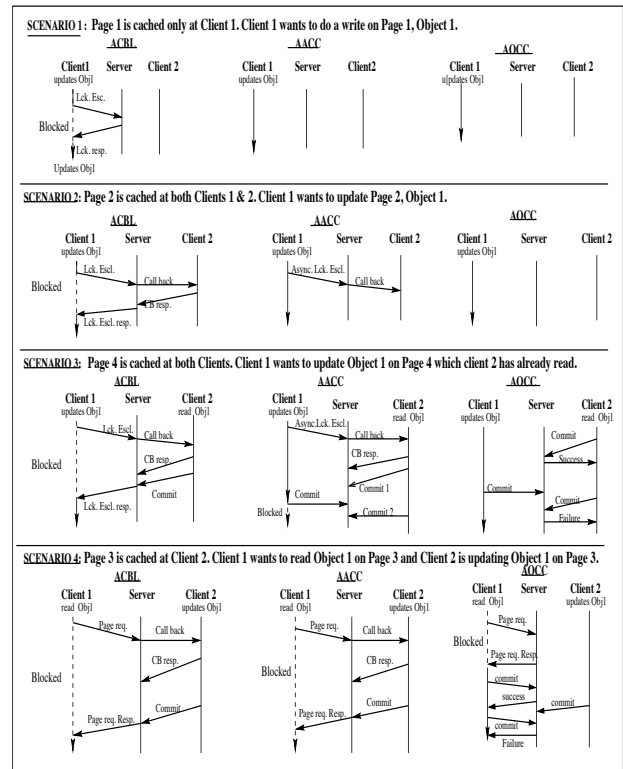 SCENARIO 1: Page 1 is cached only at Client 1. Client 1 wants to do a write on Page 1, Object 1.
ACBL AACC AOCC
Client1 Server Client 2 Client 1 Server Client2 Client 1 Server Client 2
updates Obj1 updates Obj1 updates Obj1
Lck. Esc.
Blocked
Lck. resp.
Updates Obj1
SCENARIO 2: Page 2 is cached at both Clients 1 & 2. Client 1 wants to update Page 2, Object 1.
ACBL AACC AOCC
Client 1 Server Client 2 Client 1 Server Client 2 Client 1 Server Client 2
updates Obj1 updates Obj1 updates Obj1
Lck. Escl. Call back Async. Lck. Escl. Call back
Blocked
CB resp.
Lck. Escl. resp.
SCENARIO 3: Page 4 is cached at both Clients. Client 1 wants to update Object 1 on Page 4 which client 2 has already read.
ACBL AACC AOCC
Client 1 Server Client 2 Client 1 Server Client 2 Client 1 Server Client 2
updates Obj1 read Obj1 updates Obj1 read Obj1 updates Obj1 read Obj1
Lck. Escl. Call back Async.Lck. Escl. Call back Commit
Blocked CB resp. CB resp. Success
Commit Commit 1 Commit Commit
Lck. Escl. resp. Commit
Blocked Commit 2 Failure
SCENARIO 4: Page 3 is cached at Client 2. Client 1 wants to read Object 1 on Page 3 and Client 2 is updating Object 1 on Page 3.
ACBL AACC AOCC
Client 1 Server Client 2 Client 1 Server Client 2 Client 1 Server Client 2
read Obj1 updates Obj1 read Obj1 updates Obj1 read Obj1 updates Obj1
Page req. Call back Page req. Call back Page req.
Blocked
CB resp. CB resp. Page req. Resp.
Blocked Blocked
commit
Commit Commit success commit
Page req. Resp. Page req. Resp. commit
Failure